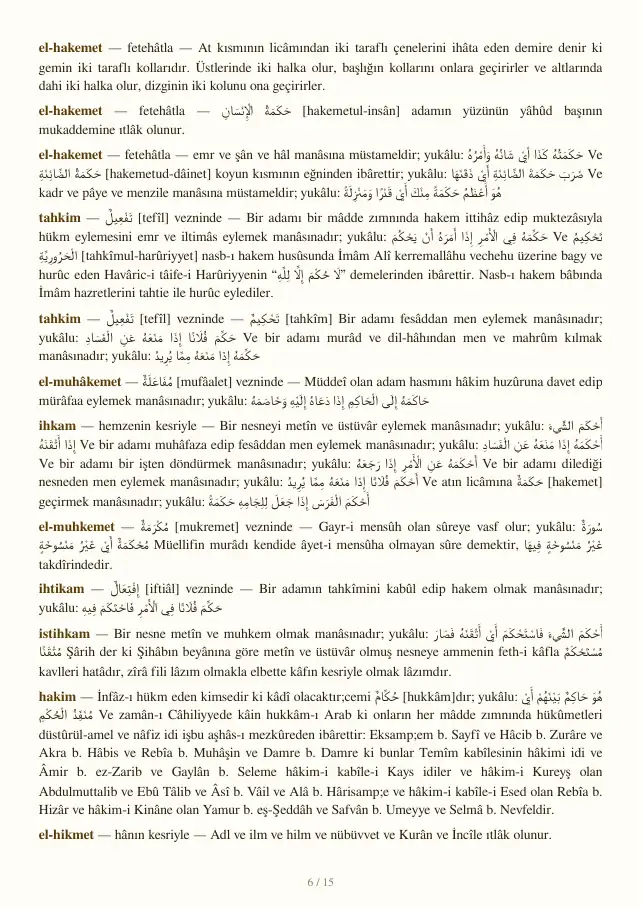 el-hakemet — fetehâtla — At kısmının licâmından iki taraflı çenelerini ihâta eden demire denir ki
gemin iki taraflı kollarıdır. Üstlerinde iki halka olur, başlığın kollarını onlara geçirirler ve altlarında
dahi iki halka olur, dizginin iki kolunu ona geçirirler.
el-hakemet — fetehâtla — حَكَمَةُ الْإِنْسَانِ [hakemetul-insân] adamın yüzünün yâhûd başının
mukaddemine ıtlâk olunur.
el-hakemet — fetehâtla — emr ve şân ve hâl manâsına müstameldir; yukâlu: حَكَمَتُهُ كَذَا أَيْ شَانُهُ وَأَمْرُهُ Ve
حَكَمَةُ الضَّائِنَةِ [hakemetud-dâinet] koyun kısmının eğninden ibârettir; yukâlu: ضَرَبَ حَكَمَةَ الضَّائِنَةِ أَيْ ذَقَنَهَا Ve
kadr ve pâye ve menzile manâsına müstameldir; yukâlu: هُوَ أَعْظَمُ حَكَمَةً مِنْكَ أَيْ قَدْرًا وَمَنْزِلَةً
tahkim — تَفْعِيلٌ [tefîl] vezninde — Bir adamı bir mâdde zımnında hakem ittihâz edip muktezâsıyla
hükm eylemesini emr ve iltimâs eylemek manâsınadır; yukâlu: حَكَّمَهُ فِي الْأَمْرِ إِذَا أَمَرَهُ أَنْ يَحْكُمَ Ve تَحْكِيمُ
الْحَرُورِيَّةِ [tahkîmul-harûriyyet] nasb-ı hakem husûsunda İmâm Alî kerremallâhu vechehu üzerine bagy ve
hurûc eden Havâric-i tâife-i Harûriyyenin “لَا حُكْمَ إِلَّا لِلَّهِ” demelerinden ibârettir. Nasb-ı hakem bâbında
İmâm hazretlerini tahtie ile hurûc eylediler.
tahkim — تَفْعِيلٌ [tefîl] vezninde — تَحْكِيمٌ [tahkîm] Bir adamı fesâddan men eylemek manâsınadır;
yukâlu: حَكَّمَ فُلَانًا إِذَا مَنَعَهُ عَنِ الْفَسَادِ Ve bir adamı murâd ve dil-hâhından men ve mahrûm kılmak
manâsınadır; yukâlu: حَكَّمَهُ إِذَا مَنَعَهُ مِمَّا يُرِيدُ
el-muhâkemet — مُفَاعَلَةٌ [mufâalet] vezninde — Müddeî olan adam hasmını hâkim huzûruna davet edip
mürâfaa eylemek manâsınadır; yukâlu: حَاكَمَهُ إِلَى الْحَاكِمِ إِذَا دَعَاهُ إِلَيْهِ وَخَاصَمَهُ
ihkam — hemzenin kesriyle — Bir nesneyi metîn ve üstüvâr eylemek manâsınadır; yukâlu: أَحْكَمَ الشَّيْءَ
إِذَا أَتْقَنَهُ Ve bir adamı muhâfaza edip fesâddan men eylemek manâsınadır; yukâlu: أَحْكَمَهُ إِذَا مَنَعَهُ عَنِ الْفَسَادِ
Ve bir adamı bir işten döndürmek manâsınadır; yukâlu: أَحْكَمَهُ عَنِ الْأَمْرِ إِذَا رَجَعَهُ Ve bir adamı dilediği
nesneden men eylemek manâsınadır; yukâlu: أَحْكَمَ فُلَانًا إِذَا مَنَعَهُ مِمَّا يُرِيدُ Ve atın licâmına حَكَمَةٌ [hakemet]
geçirmek manâsınadır; yukâlu: أَحْكَمَ الْفَرَسَ إِذَا جَعَلَ لِلِجَامِهِ حَكَمَةً
el-muhkemet — مُكْرَمَةٌ [mukremet] vezninde — Gayr-i mensûh olan sûreye vasf olur; yukâlu: سُورَةٌ
مُحْكَمَةٌ أَيْ غَيْرُ مَنْسُوخَةٍ Müellifin murâdı kendide âyet-i mensûha olmayan sûre demektir, غَيْرُ مَنْسُوخَةٍ فِيهَا
takdîrindedir.
ihtikam — إِفْتِعَالٌ [iftiâl] vezninde — Bir adamın tahkîmini kabûl edip hakem olmak manâsınadır;
yukâlu: حَكَّمَ فُلَانًا فِي الْأَمْرِ فَاحْتَكَمَ فِيهِ
istihkam — Bir nesne metîn ve muhkem olmak manâsınadır; yukâlu: أَحْكَمَ الشَّيْءَ فَاسْتَحْكَمَ أَيْ أَتْقَنَهُ فَصَارَ
مُتْقَنًا Şârih der ki Şihâbın beyânına göre metîn ve üstüvâr olmuş nesneye ammenin feth-i kâfla مُسْتَحْكَمٌ
kavlleri hatâdır, zîrâ fili lâzım olmakla elbette kâfın kesriyle olmak lâzımdır.
hakim — İnfâz-ı hükm eden kimsedir ki kâdî olacaktır;cemi حُكَّامٌ [hukkâm]dır; yukâlu: هُوَ حَاكِمٌ بَيْنَهُمْ أَيْ
مُنَفِّذُ الْحُكْمِ Ve zamân-ı Câhiliyyede kâin hukkâm-ı Arab ki onların her mâdde zımnında hükûmetleri
düstûrül-amel ve nâfiz idi işbu aşhâs-ı mezkûreden ibârettir: Eksamp;em b. Sayfî ve Hâcib b. Zurâre ve
Akra b. Hâbis ve Rebîa b. Muhâşin ve Damre b. Damre ki bunlar Temîm kabîlesinin hâkimi idi ve
Âmir b. ez-Zarib ve Gaylân b. Seleme hâkim-i kabîle-i Kays idiler ve hâkim-i Kureyş olan
Abdulmuttalib ve Ebû Tâlib ve Âsî b. Vâil ve Alâ b. Hârisamp;e ve hâkim-i kabîle-i Esed olan Rebîa b.
Hizâr ve hâkim-i Kinâne olan Yamur b. eş-Şeddâh ve Safvân b. Umeyye ve Selmâ b. Nevfeldir.
el-hikmet — hânın kesriyle — Adl ve ilm ve hilm ve nübüvvet ve Kurân ve İncîle ıtlâk olunur.
6 / 15